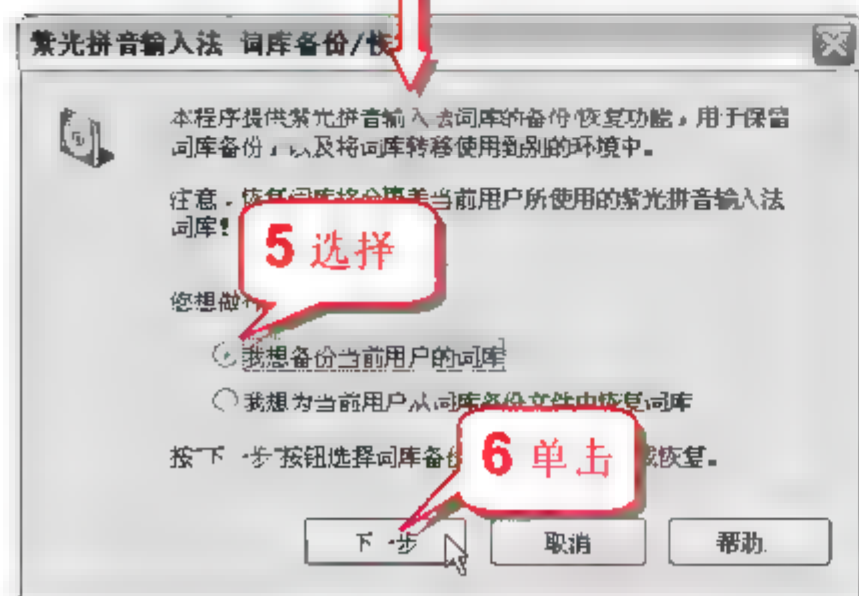 紫光拼音输入法 词库备份/恢
本程序提供紫光拼音输入法词库的备份/恢复功能，用于保留
词库备份，以及将词库转移使用到别的环境中。
注意，恢复词库将会覆盖当前用户所使用的紫光拼音输入法
词库！
5 选择
您想做
我想备份当前用户的词库
我想为当前用户从词库备份文件中恢复词库
按"下一步"按钮选择词库备份 或恢复。
6 单击
下一步
取消
帮助